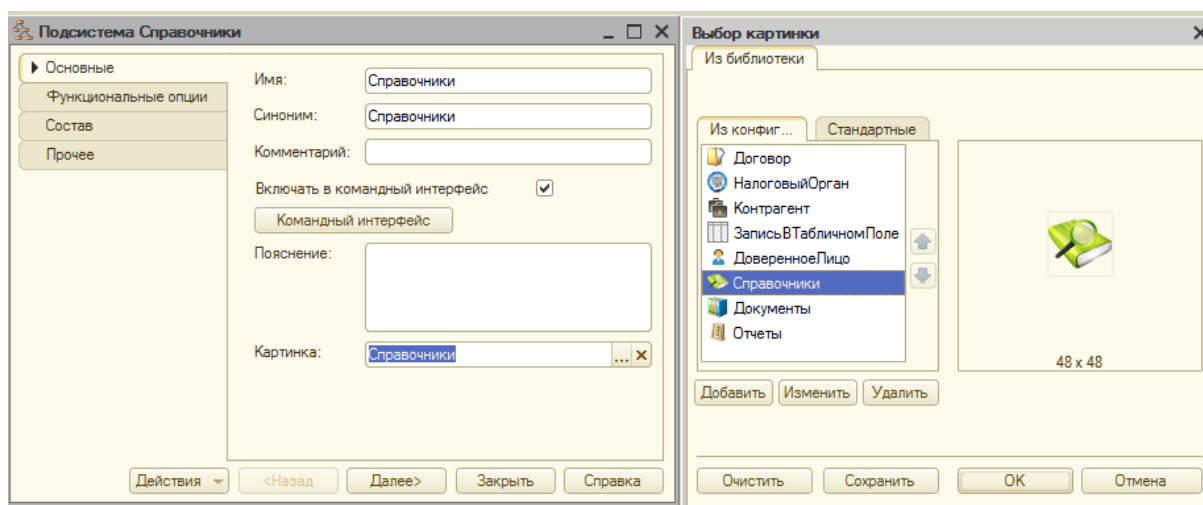 Подсистема Справочники
Основные
Функциональные опции
Состав
Прочее
Имя:
Справочники
Синоним:
Справочники
Комментарий:
Включать в командный интерфейс
Командный интерфейс
Пояснение:
Картинка:
Справочники
...
Действия
<Назад
Далее>
Закрыть
Справка
Выбор картинки
Из библиотеки
Из конфиг...
Стандартные
Договор
НалоговыйОрган
Контрагент
ЗаписьВТабличномПоле
ДоверенноеЛицо
Справочники
Документы
Отчеты
48 x 48
Добавить
Изменить
Удалить
Очистить
Сохранить
OK
Отмена